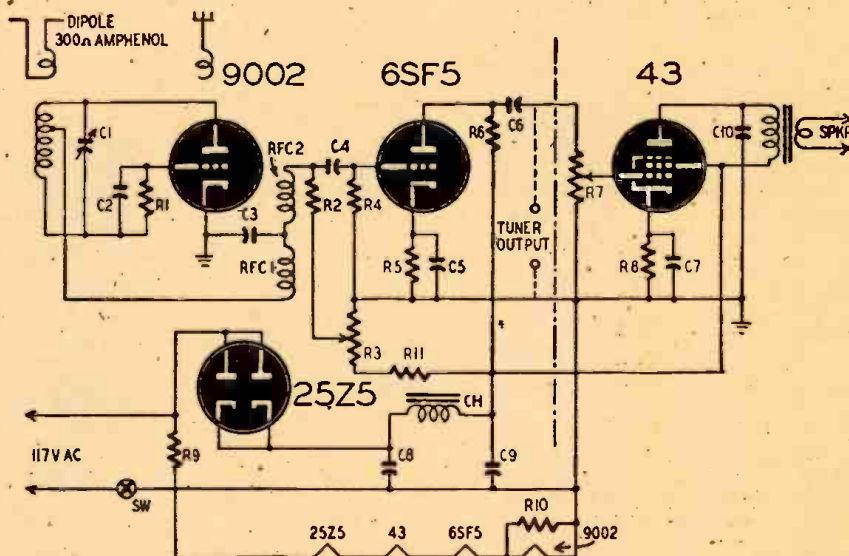 DIPOLE
300Ω AMPHENOL
9002
6SF5
43
C1
C2
R1
C3
RFC2
RFC1
C4
R2
R4
R5
C5
R6
C6
TUNER
OUTPUT
R7
R8
C7
C10
SPKR
R3
R11
25Z5
CH
117V AC
R9
SW
C8
C9
R10
25Z5
43
6SF5
9002